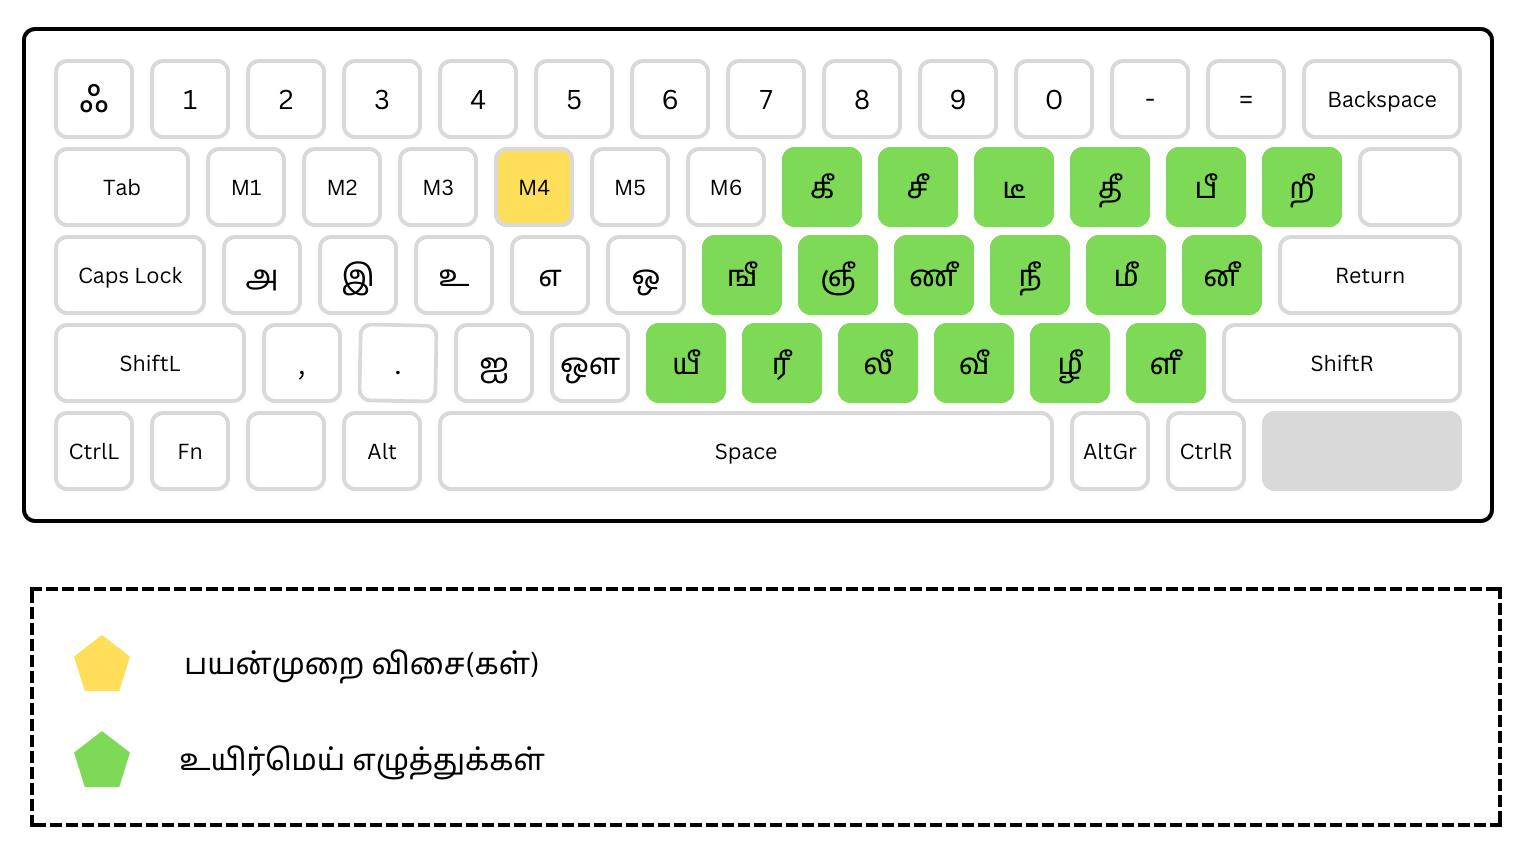 ஃ 1 2 3 4 5 6 7 8 9 0 - = Backspace
Tab M1 M2 M3 M4 M5 M6 கீ சீ டீ தீ பீ றீ
Caps Lock அ இ உ எ ஒ ஙீ ஞீ ணீ நீ மீ னீ Return
ShiftL , . ஐ ஔ யீ ரீ லீ வீ ழீ ளீ ShiftR
CtrlL Fn Alt Space AltGr CtrlR
பயன்முறை விசை(கள்)
உயிர்மெய் எழுத்துக்கள்